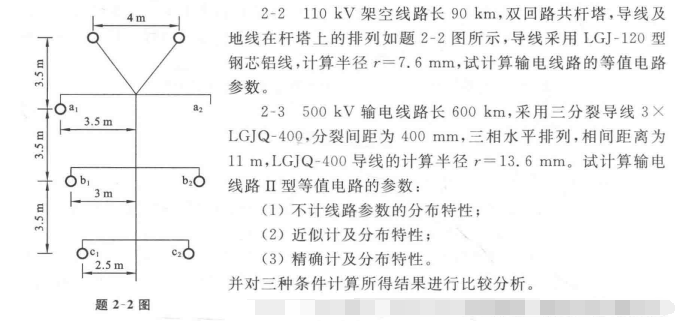 4 m
3.5 m
a₁
a₂
3.5 m
3.5 m
b₁
b₂
3 m
3.5 m
c₁
c₂
2.5 m
题 2-2 图
2-2 110 kV 架空线路长 90 km,双回路共杆塔,导线及
地线在杆塔上的排列如题 2-2 图所示,导线采用 LGJ-120 型
钢芯铝线,计算半径 r=7.6 mm,试计算输电线路的等值电路
参数。
2-3 500 kV 输电线路长 600 km,采用三分裂导线 3×
LGJQ-400,分裂间距为 400 mm,三相水平排列,相间距离为
11 m,LGJQ-400 导线的计算半径 r=13.6 mm。试计算输电
线路 Π 型等值电路的参数:
(1) 不计线路参数的分布特性;
(2) 近似计及分布特性;
(3) 精确计及分布特性。
并对三种条件计算所得结果进行比较分析。